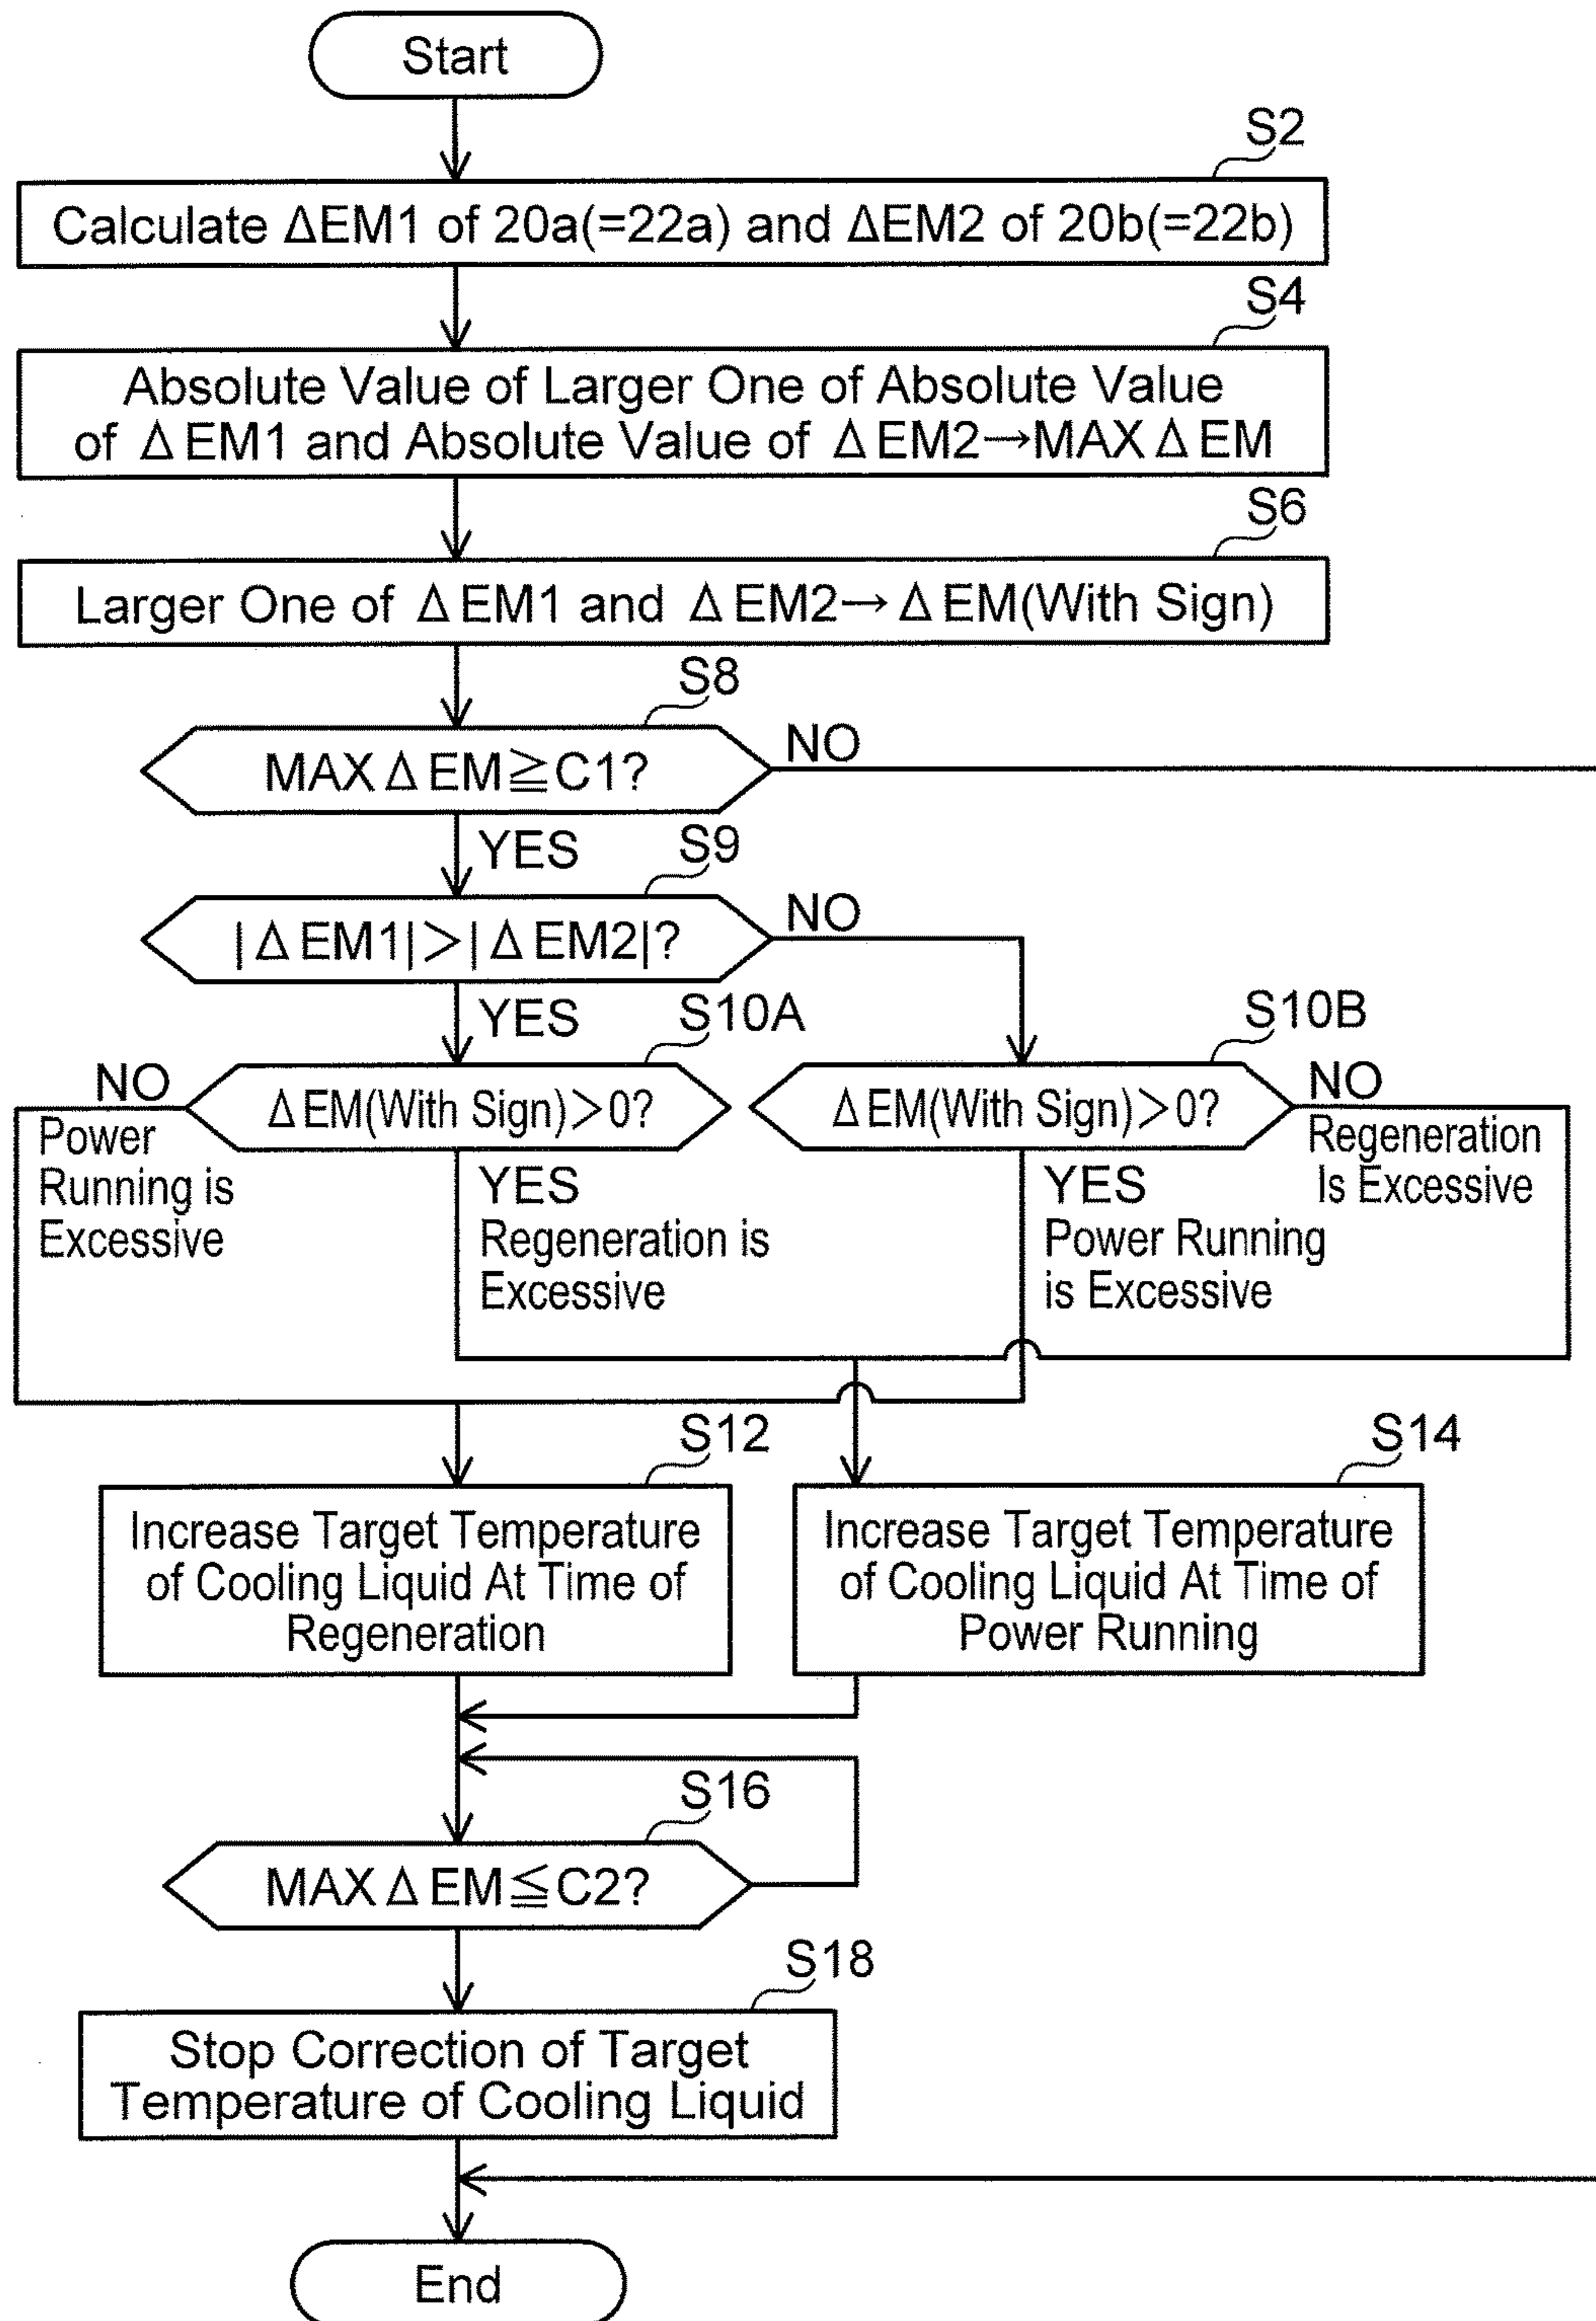 Start
S2
Calculate ΔEM1 of 20a(=22a) and ΔEM2 of 20b(=22b)
S4
Absolute Value of Larger One of Absolute Value
of ΔEM1 and Absolute Value of ΔEM2→MAXΔEM
S6
Larger One of ΔEM1 and ΔEM2→ΔEM(With Sign)
S8
MAXΔEM≧C1?
NO
YES
S9
|ΔEM1|>|ΔEM2|?
NO
YES
S10A
S10B
NO
ΔEM(With Sign)>0?
ΔEM(With Sign)>0?
NO
Power
Running is
Excessive
YES
Regeneration is
Excessive
YES
Power Running
is Excessive
Regeneration
Is Excessive
S12
S14
Increase Target Temperature
of Cooling Liquid At Time of
Regeneration
Increase Target Temperature
of Cooling Liquid At Time of
Power Running
S16
MAXΔEM≦C2?
S18
Stop Correction of Target
Temperature of Cooling Liquid
End